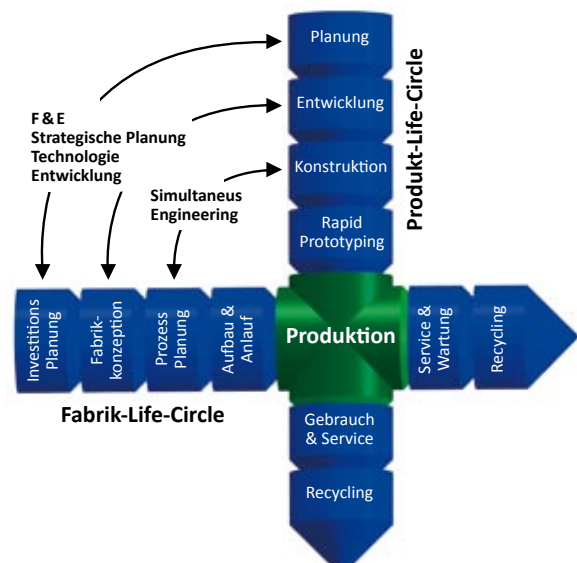 Planung
Entwicklung
Konstruktion
Rapid
Prototyping
Produkt-Life-Circle
F & E
Strategische Planung
Technologie
Entwicklung
Simultaneus
Engineering
Investitions
Planung
Fabrik-
konzeption
Prozess
Planung
Aufbau &
Anlauf
Produktion
Service &
Wartung
Recycling
Fabrik-Life-Circle
Gebrauch
& Service
Recycling